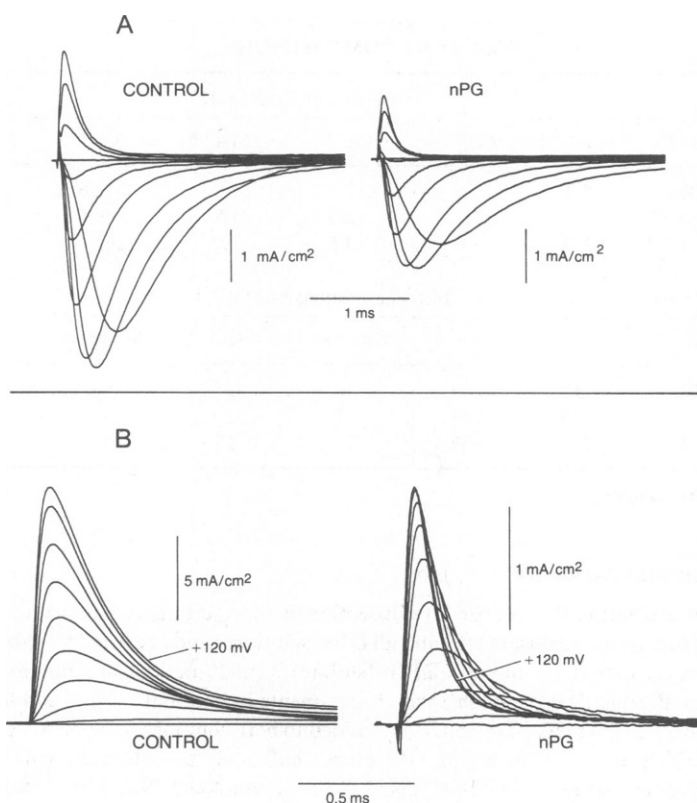 A
CONTROL
nPG
1 mA/cm²
1 mA/cm²
1 ms
B
5 mA/cm²
1 mA/cm²
+120 mV
+120 mV
CONTROL
nPG
0.5 ms